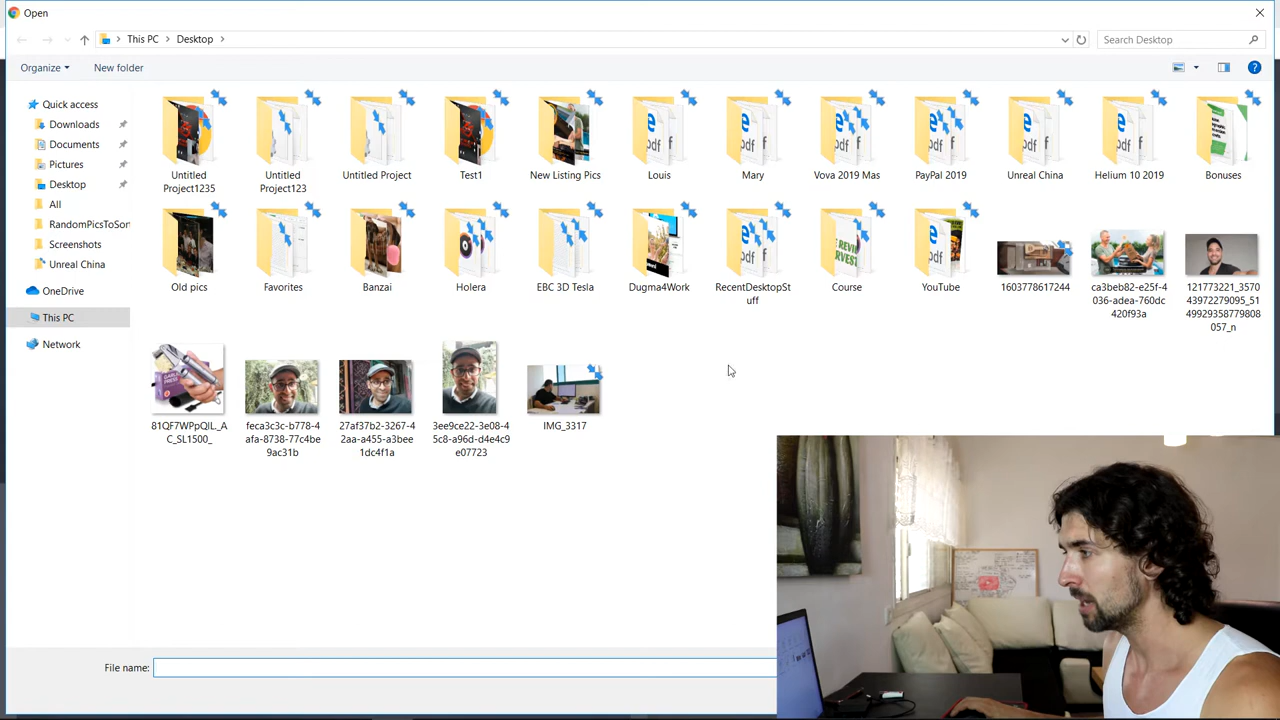 Open
This PC
Desktop
Search Desktop
Organize
New folder
Quick access
Downloads
Documents
Pictures
Desktop
All
RandomPicsToSon
Screenshots
Unreal China
OneDrive
This PC
Network
Untitled Project1235
Untitled Project123
Untitled Project
Test1
New Listing Pics
Louis
Mary
Vova 2019 Mas
PayPal 2019
Unreal China
Helium 10 2019
Bonuses
Old pics
Favorites
Banzai
Holera
EBC 3D Tesla
Dugma4Work
RecentDesktopSt
uff
Course
YouTube
1603778617244
ca3beb82-e25f-4
036-adea-760dc
420f93a
121773221_3570
43972279095_51
49929358779808
057_n
81QF7WPpQIL._A
C_SL1500_
feca3c3c-b778-4
afa-8738-77c4be
9ac31b
27af37b2-3267-4
2aa-a455-a3bee
1dc4f1a
3ee9ce22-3e08-4
5c8-a96d-d4e4c9
e07723
IMG_3317
File name: